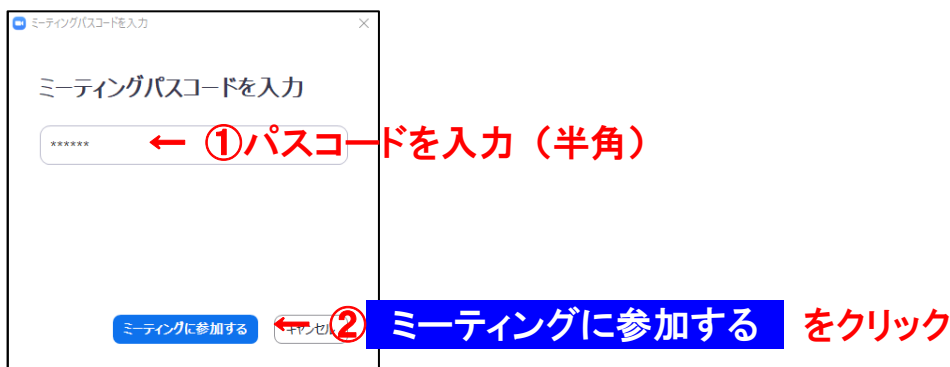 ミーティングパスコードを入力
ミーティングパスコードを入力
****** ← ①パスコードを入力（半角）
ミーティングに参加する ← ② ミーティングに参加する をクリック
キャンセル